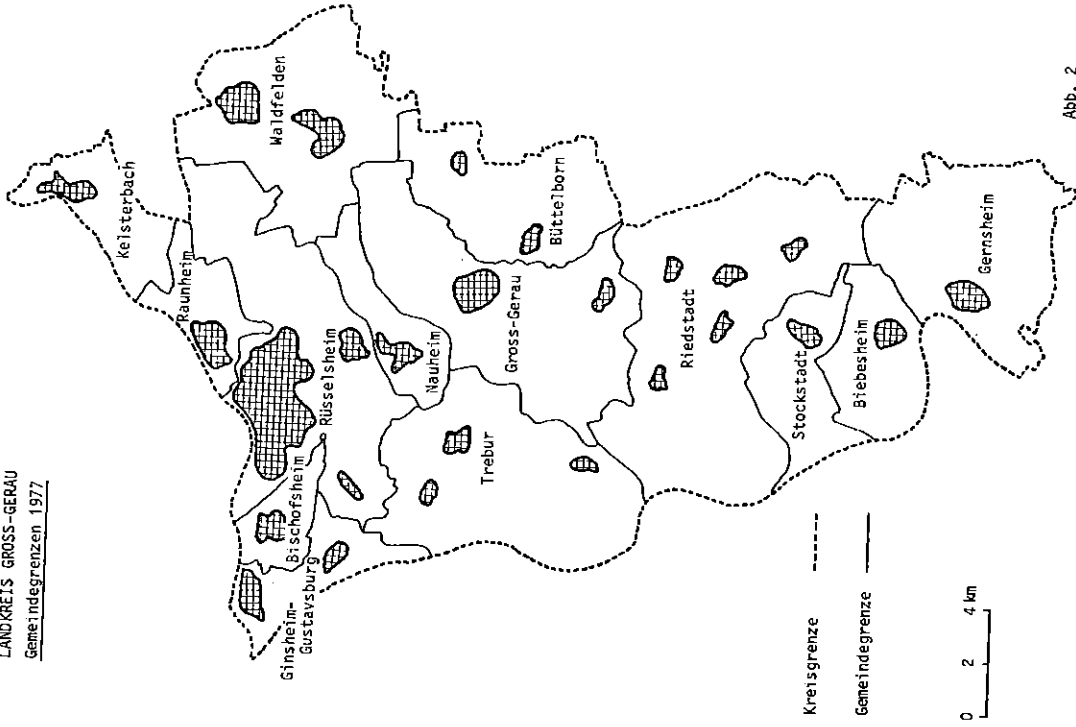 LANDKREIS GROSS-GERAU
Gemeindegrenzen 1977
Kelsterbach
Raunheim
Waldfelden
Rüsselsheim
Bischofsheim
Ginsheim-
Gustavsburg
Nauheim
Büttelborn
Gross-Gerau
Trebur
Riedstadt
Stockstadt
Biebesheim
Gernsheim
Kreisgrenze
Gemeindegrenze
0 2 4 km
Abb. 2